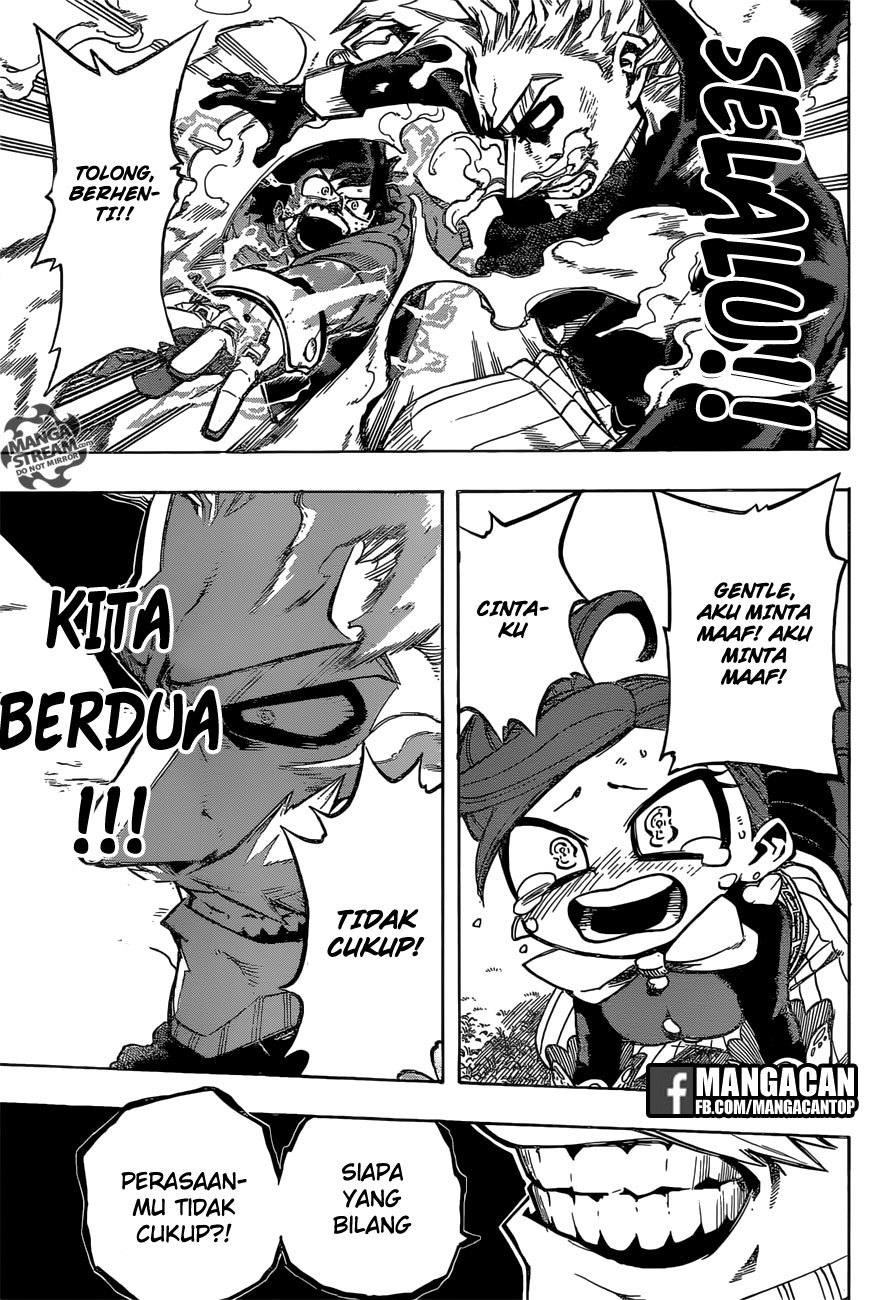 SELALU!!!
TOLONG,
BERHEN-
TI!!
MANGA
STREAM.com
DO NOT MIRROR
GENTLE,
AKU MINTA
MAAF! AKU
MINTA
MAAF!
CINTA-
KU
TIDAK
CUKUP!
KITA
BERDUA
!!!
MANGACAN
FB.COM/MANGACANTOP
SIAPA
YANG
BILANG
PERASAAN-
MU TIDAK
CUKUP?!